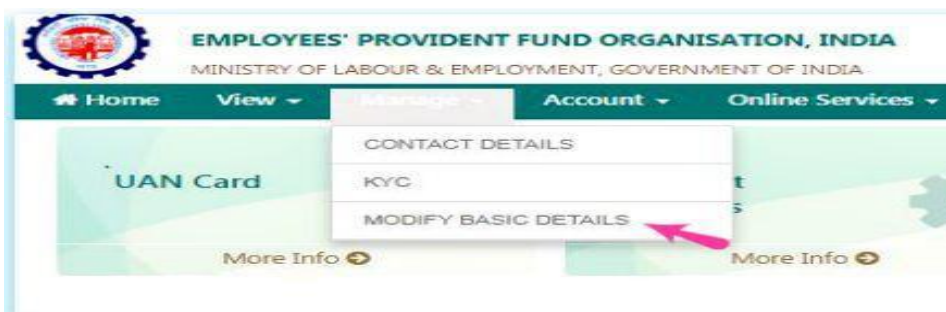 EMPLOYEES' PROVIDENT FUND ORGANISATION, INDIA
MINISTRY OF LABOUR & EMPLOYMENT, GOVERNMENT OF INDIA
Home View Manage Account Online Services
CONTACT DETAILS
UAN Card
KYC
MODIFY BASIC DETAILS
More Info
More Info